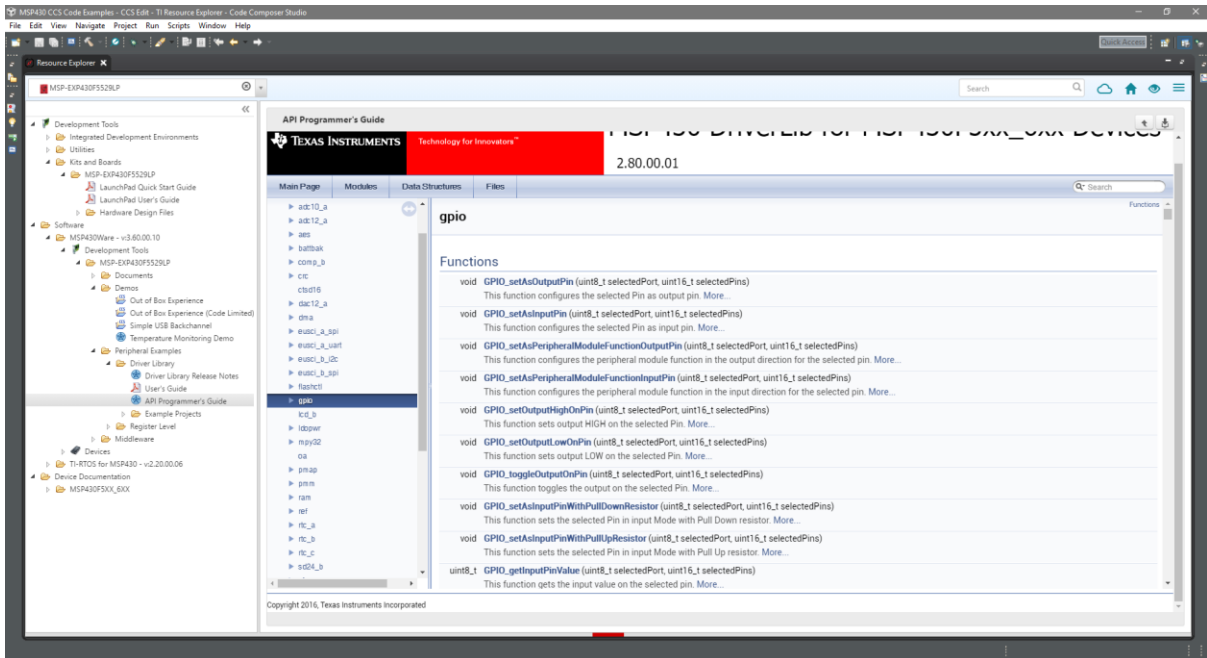 MSP430 CCS Code Examples - CCS Edit - TI Resource Explorer - Code Composer Studio
File Edit View Navigate Project Run Scripts Window Help
Quick Access
Resource Explorer
MSP-EXP430F5529LP
Search
Development Tools
Integrated Development Environments
Utilities
Kits and Boards
MSP-EXP430F5529LP
LaunchPad Quick Start Guide
LaunchPad User's Guide
Hardware Design Files
Software
MSP430Ware - v:3.60.00.10
Development Tools
MSP-EXP430F5529LP
Documents
Demos
Out of Box Experience
Out of Box Experience (Code Limited)
Simple USB Backchannel
Temperature Monitoring Demo
Peripheral Examples
Driver Library
Driver Library Release Notes
User's Guide
API Programmer's Guide
Example Projects
Register Level
Middleware
Devices
TI-RTOS for MSP430 - v:2.20.00.06
Device Documentation
MSP430F5XX_6XX
API Programmer's Guide
TEXAS INSTRUMENTS Technology for Innovators™
MSP430 DriverLib for MSP430F5xx_6xx Devices
2.80.00.01
Main Page Modules Data Structures Files
Search
adc10_a
adc12_a
aes
battbak
comp_b
crc
ctsd16
dac12_a
dma
eusci_a_spi
eusci_a_uart
eusci_b_i2c
eusci_b_spi
flashctl
gpio
lcd_b
ldopwr
mpy32
oa
pmap
pmm
ram
ref
rtc_a
rtc_b
rtc_c
sd24_b
Functions
gpio
Functions
void GPIO_setAsOutputPin (uint8_t selectedPort, uint16_t selectedPins)
This function configures the selected Pin as output pin. More...
void GPIO_setAsInputPin (uint8_t selectedPort, uint16_t selectedPins)
This function configures the selected Pin as input pin. More...
void GPIO_setAsPeripheralModuleFunctionOutputPin (uint8_t selectedPort, uint16_t selectedPins)
This function configures the peripheral module function in the output direction for the selected pin. More...
void GPIO_setAsPeripheralModuleFunctionInputPin (uint8_t selectedPort, uint16_t selectedPins)
This function configures the peripheral module function in the input direction for the selected pin. More...
void GPIO_setOutputHighOnPin (uint8_t selectedPort, uint16_t selectedPins)
This function sets output HIGH on the selected Pin. More...
void GPIO_setOutputLowOnPin (uint8_t selectedPort, uint16_t selectedPins)
This function sets output LOW on the selected Pin. More...
void GPIO_toggleOutputOnPin (uint8_t selectedPort, uint16_t selectedPins)
This function toggles the output on the selected Pin. More...
void GPIO_setAsInputPinWithPullDownResistor (uint8_t selectedPort, uint16_t selectedPins)
This function sets the selected Pin in input Mode with Pull Down resistor. More...
void GPIO_setAsInputPinWithPullUpResistor (uint8_t selectedPort, uint16_t selectedPins)
This function sets the selected Pin in input Mode with Pull Up resistor. More...
uint8_t GPIO_getInputPinValue (uint8_t selectedPort, uint16_t selectedPins)
This function gets the input value on the selected pin. More...
Copyright 2016, Texas Instruments Incorporated